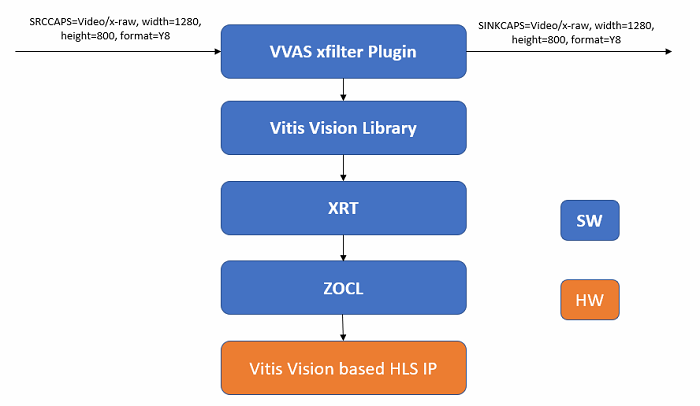 SRCCAPS=Video/x-raw, width=1280,
height=800, format=Y8
SINKCAPS=Video/x-raw, width=1280,
height=800, format=Y8
VVAS xfilter Plugin
Vitis Vision Library
XRT
SW
ZOCL
HW
Vitis Vision based HLS IP